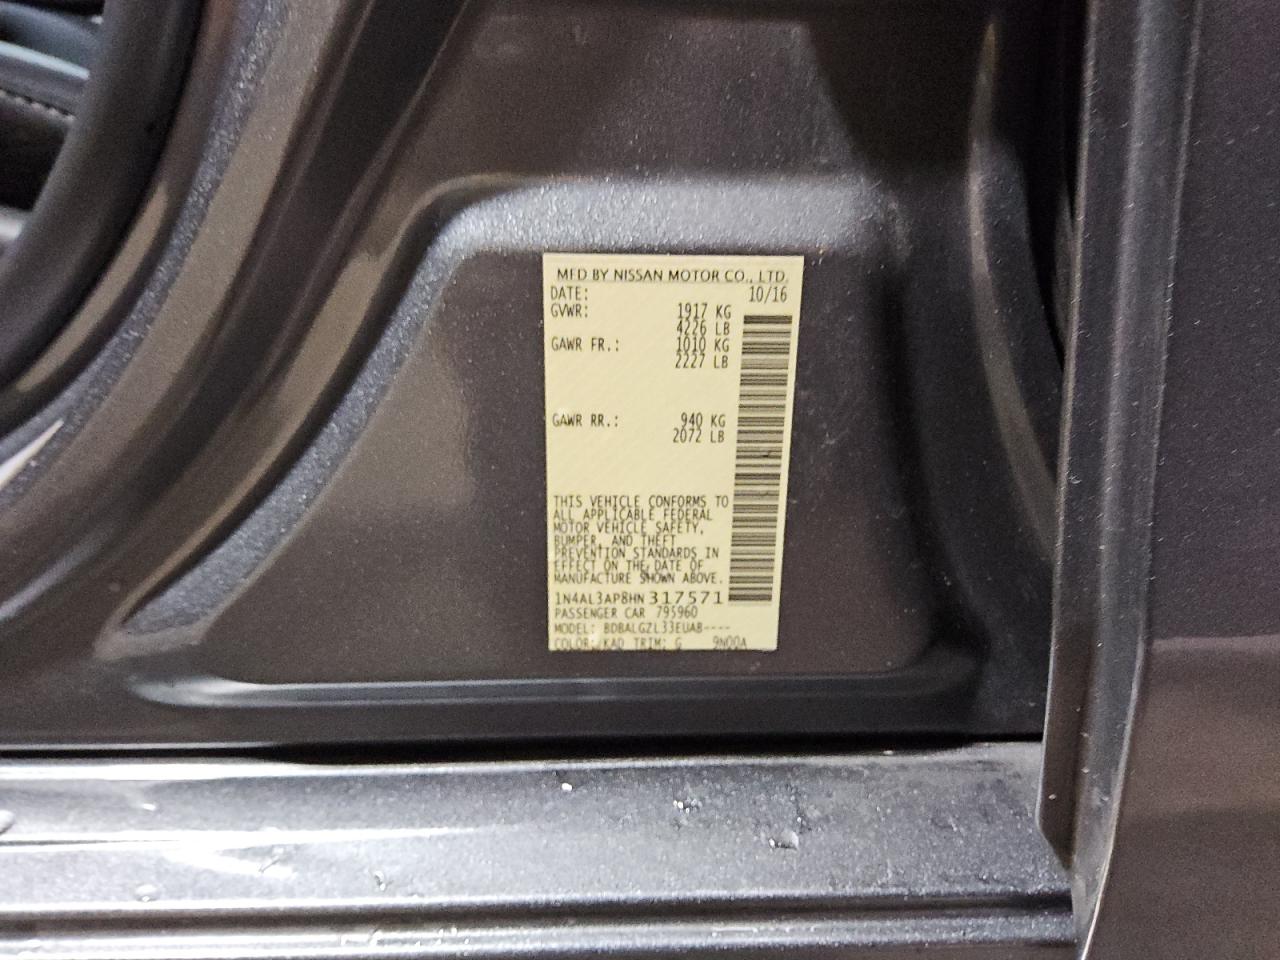 MFD BY NISSAN MOTOR CO., LTD.
DATE: 10/16
GVWR: 1917 KG
4226 LB
GAWR FR.: 1010 KG
2227 LB
GAWR RR.: 940 KG
2072 LB
THIS VEHICLE CONFORMS TO
ALL APPLICABLE FEDERAL
MOTOR VEHICLE SAFETY,
BUMPER, AND THEFT
PREVENTION STANDARDS IN
EFFECT ON THE DATE OF
MANUFACTURE SHOWN ABOVE.
1N4AL3AP8HN317571
PASSENGER CAR 795960
MODEL: BDBALGZL33EUAB----
COLOR:/KAD TRIM: G 9N00A